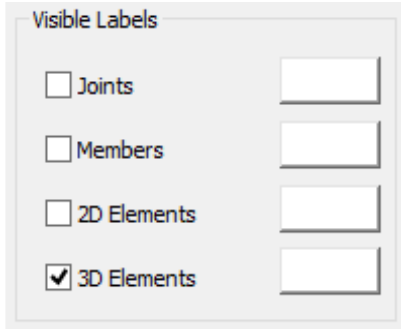 Visible Labels
Joints
Members
2D Elements
3D Elements